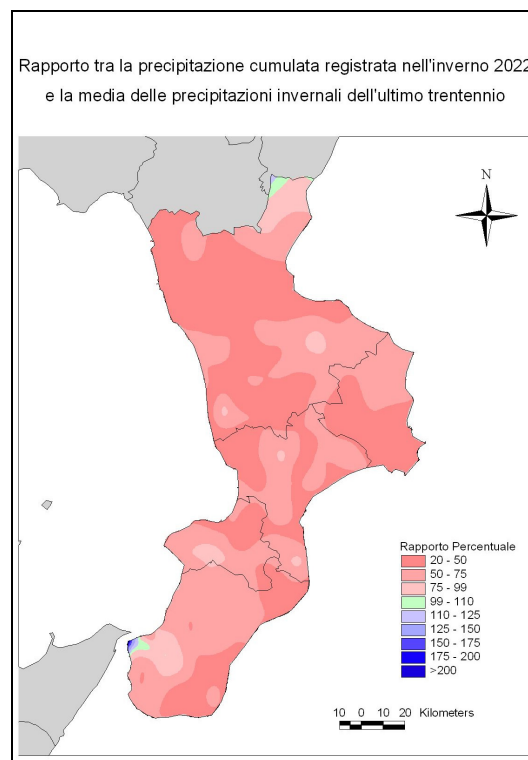 Rapporto tra la precipitazione cumulata registrata nell'inverno 2022
e la media delle precipitazioni invernali dell'ultimo trentennio
N
Rapporto Percentuale
20 - 50
50 - 75
75 - 99
99 - 110
110 - 125
125 - 150
150 - 175
175 - 200
>200
10 0 10 20 Kilometers